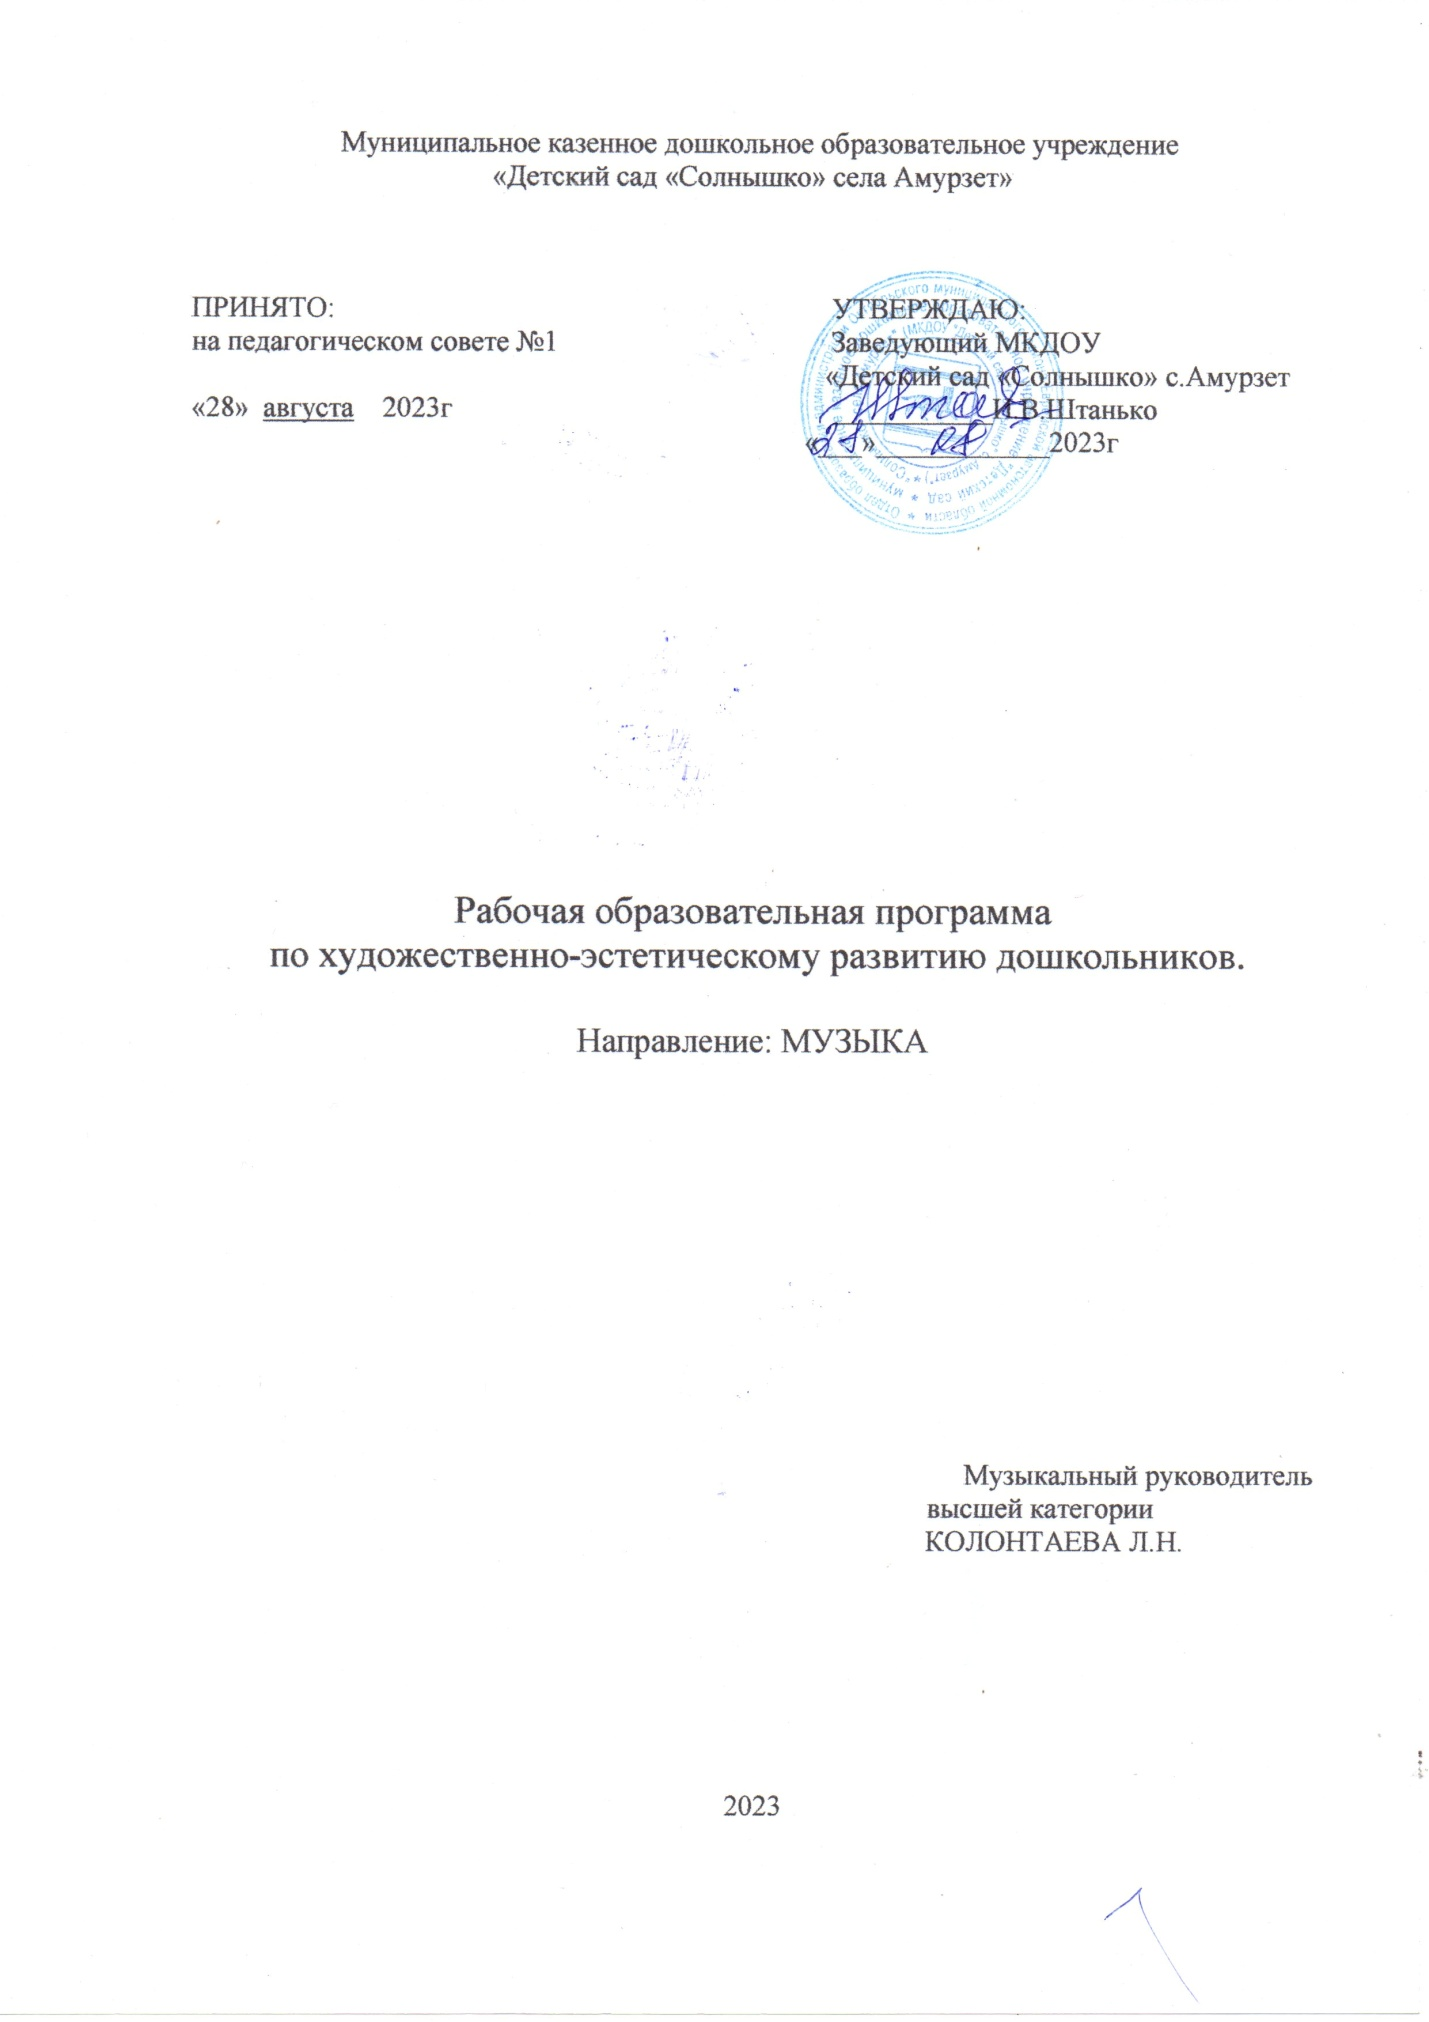 Муниципальное казенное дошкольное образовательное учреждение
«Детский сад «Солнышко» села Амурзет»
ПРИНЯТО:
на педагогическом совете №1
«28» августа 2023г
УТВЕРЖДАЮ:
Заведующий МКДОУ
«Детский сад «Солнышко» с.Амурзет
И.В.Штанько
«28» 08 2023г
Рабочая образовательная программа
по художественно-эстетическому развитию дошкольников.
Направление: МУЗЫКА
Музыкальный руководитель
высшей категории
КОЛОНТАЕВА Л.Н.
2023